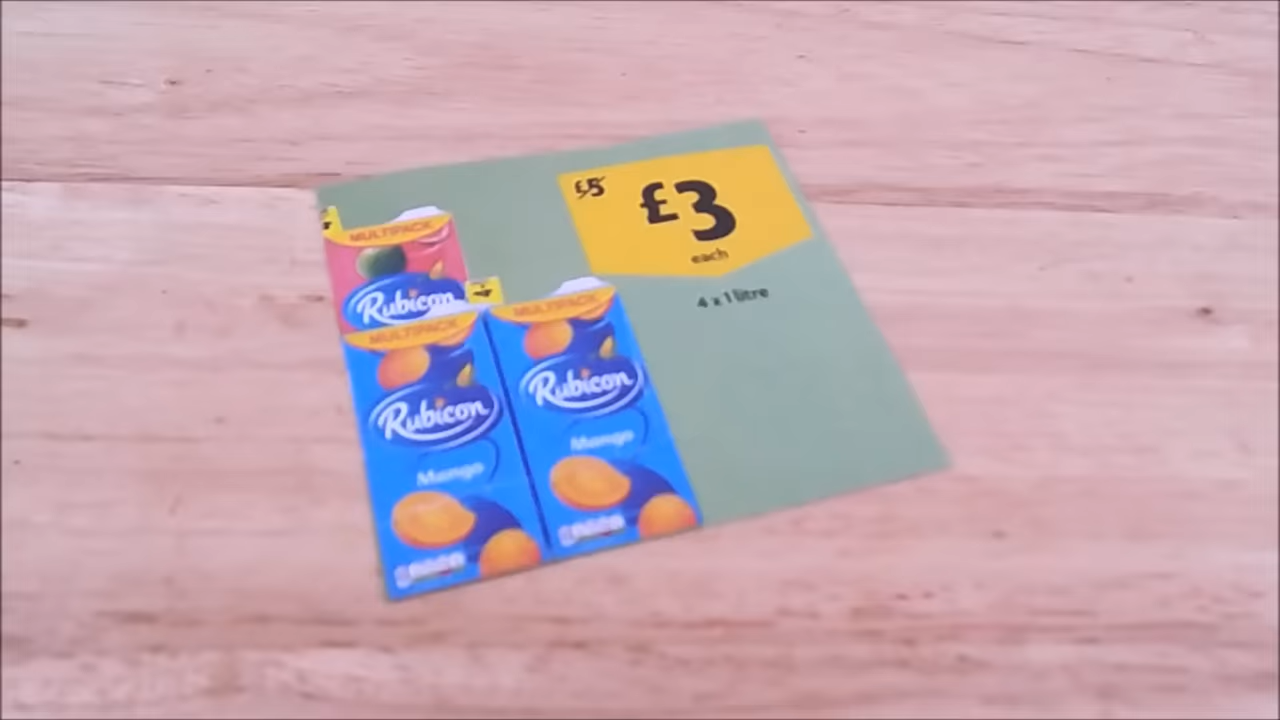 £5
£3
each
4 x 1 litre
MULTIPACK
Rubicon
MULTIPACK
Rubicon
Mango
MULTIPACK
Rubicon
Mango